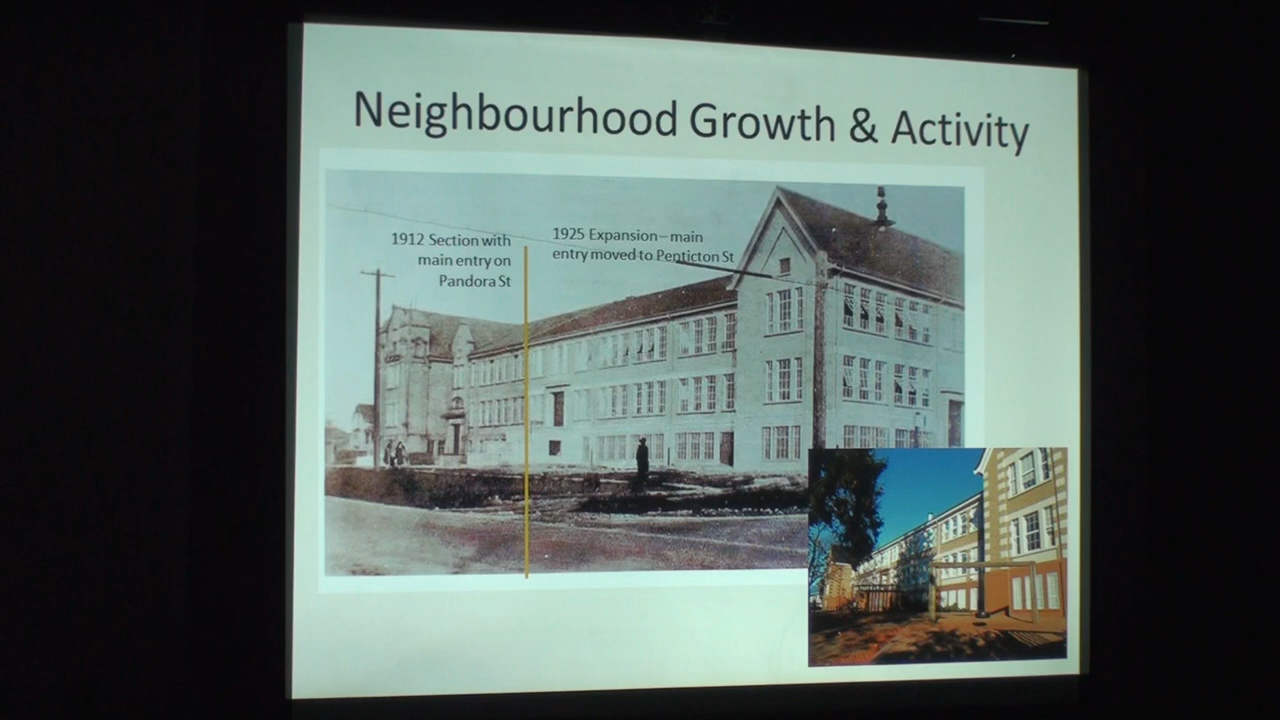 Neighbourhood Growth & Activity
1912 Section with
main entry on
Pandora St
1925 Expansion – main
entry moved to Penticton St